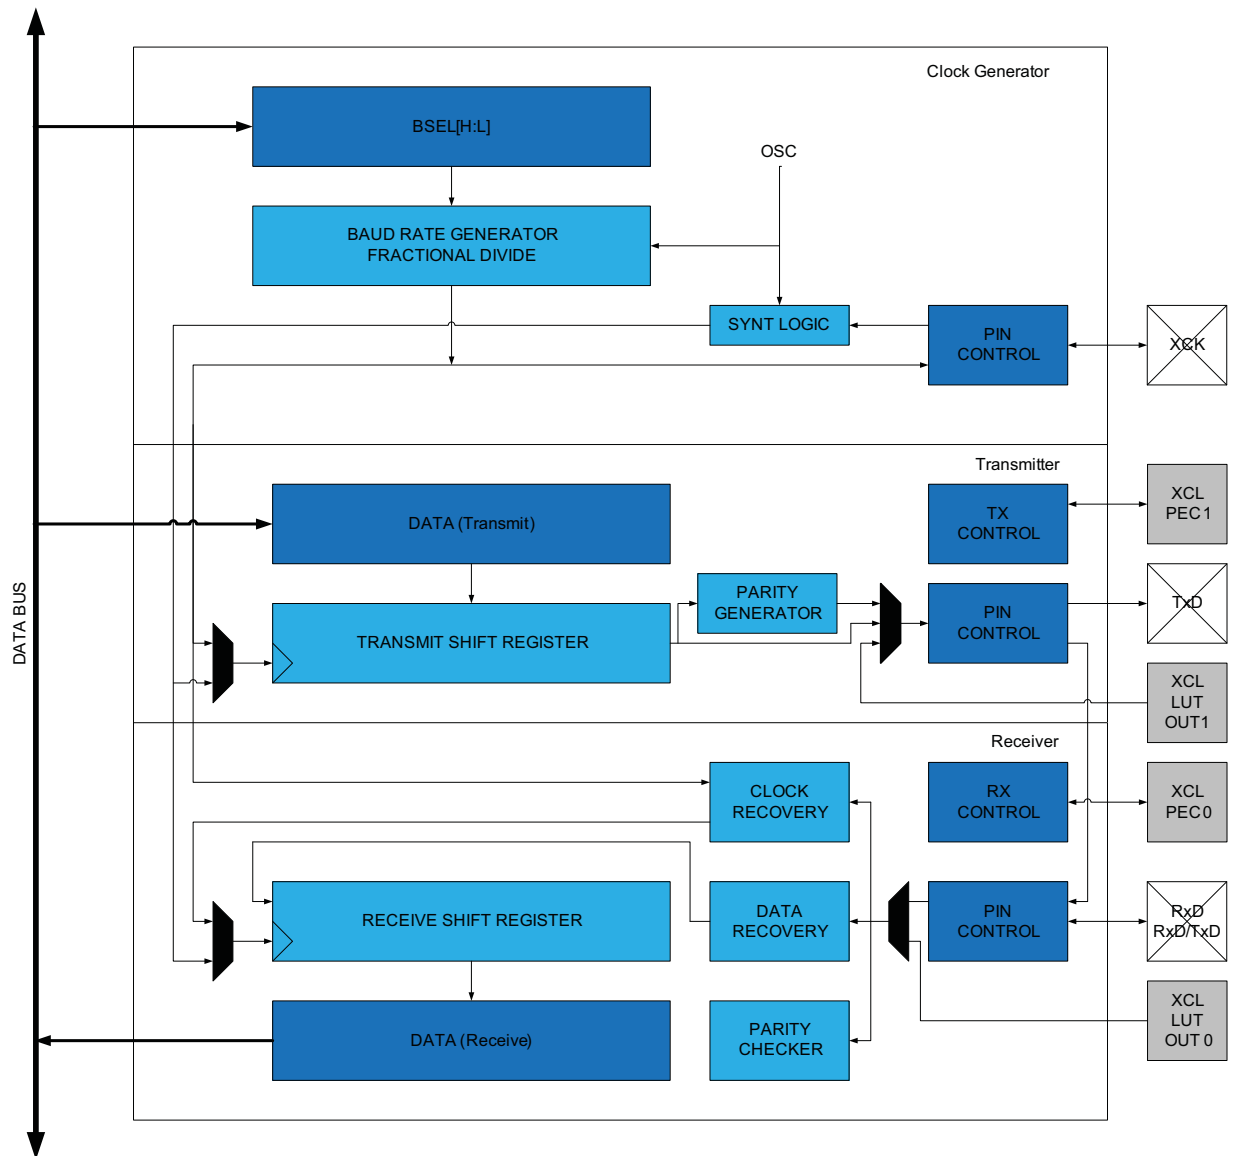 Clock Generator
BSEL[H:L]
OSC
BAUD RATE GENERATOR
FRACTIONAL DIVIDE
SYNT LOGIC
PIN
CONTROL
XCK
Transmitter
DATA (Transmit)
TX
CONTROL
XCL
PEC1
PARITY
GENERATOR
TRANSMIT SHIFT REGISTER
PIN
CONTROL
TxD
DATA BUS
XCL
LUT
OUT1
Receiver
CLOCK
RECOVERY
RX
CONTROL
XCL
PEC0
RECEIVE SHIFT REGISTER
DATA
RECOVERY
PIN
CONTROL
RxD
RxD/TxD
DATA (Receive)
PARITY
CHECKER
XCL
LUT
OUT 0